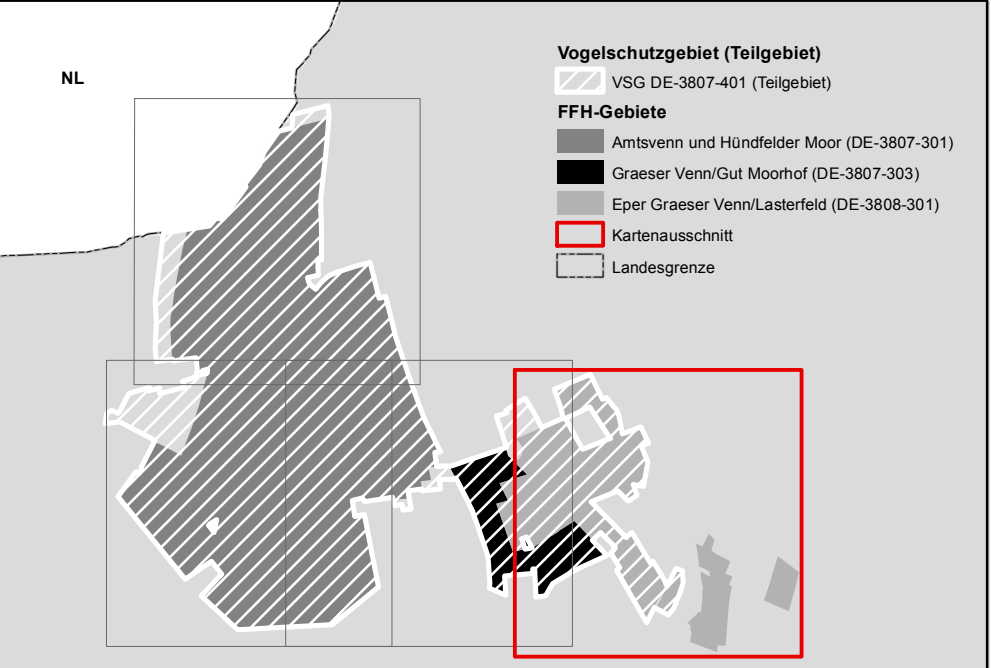 NL
Vogelschutzgebiet (Teilgebiet)
VSG DE-3807-401 (Teilgebiet)
FFH-Gebiete
Amtsvenn und Hündfelder Moor (DE-3807-301)
Graeser Venn/Gut Moorhof (DE-3807-303)
Eper Graeser Venn/Lasterfeld (DE-3808-301)
Kartenausschnitt
Landesgrenze